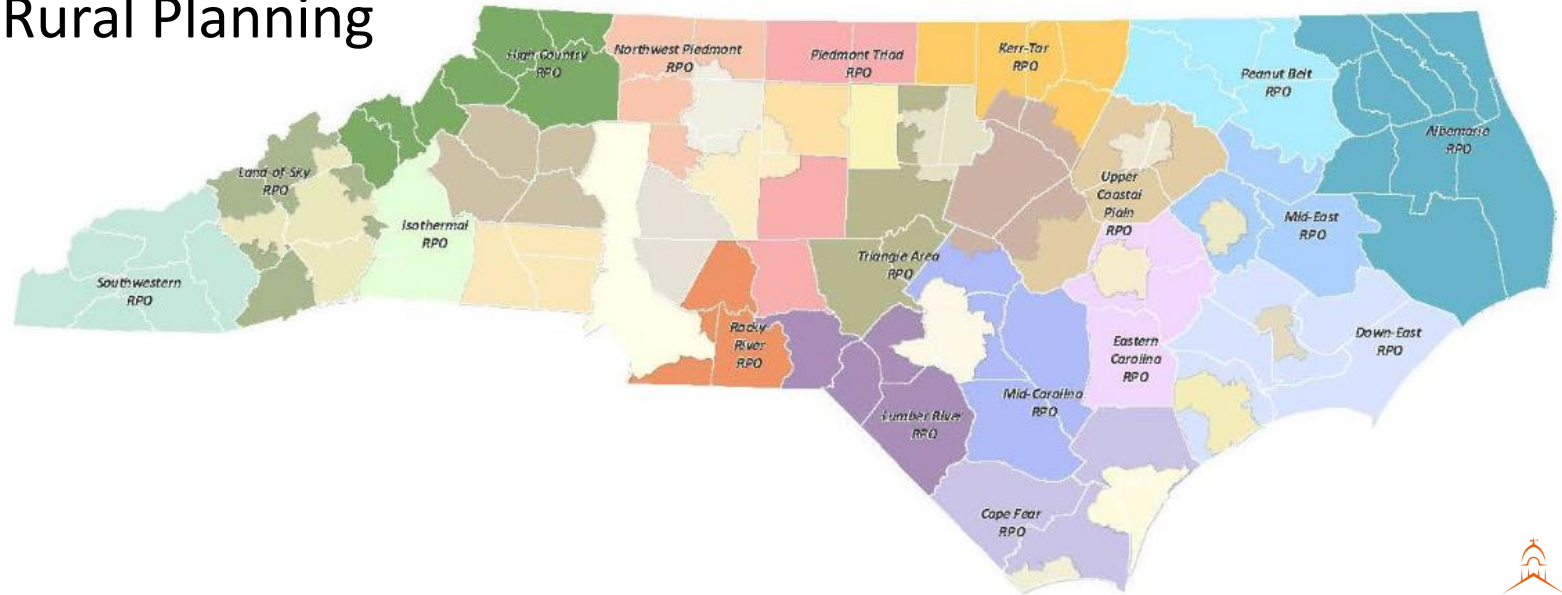 Rural Planning
High Country
RPO
Northwest Piedmont
RPO
Piedmont Triad
RPO
Kerr-Tar
RPO
Peanut Belt
RPO
Albemarle
RPO
Land-of-Sky
RPO
Isothermal
RPO
Southwestern
RPO
Upper
Coastal
Plain
RPO
Mid-East
RPO
Triangle Area
RPO
Rocky
River
RPO
Eastern
Carolina
RPO
Down-East
RPO
Mid-Carolina
RPO
Lumber River
RPO
Cape Fear
RPO